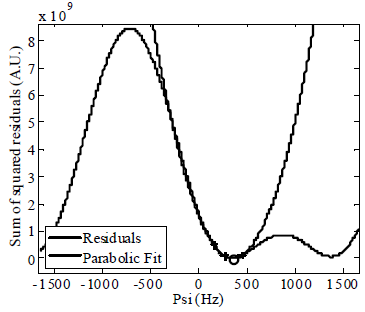 x 10^9
8
7
6
5
4
3
2
1
0
Sum of squared residuals (A.U.)
Residuals
Parabolic Fit
-1500 -1000 -500 0 500 1000 1500
Psi (Hz)